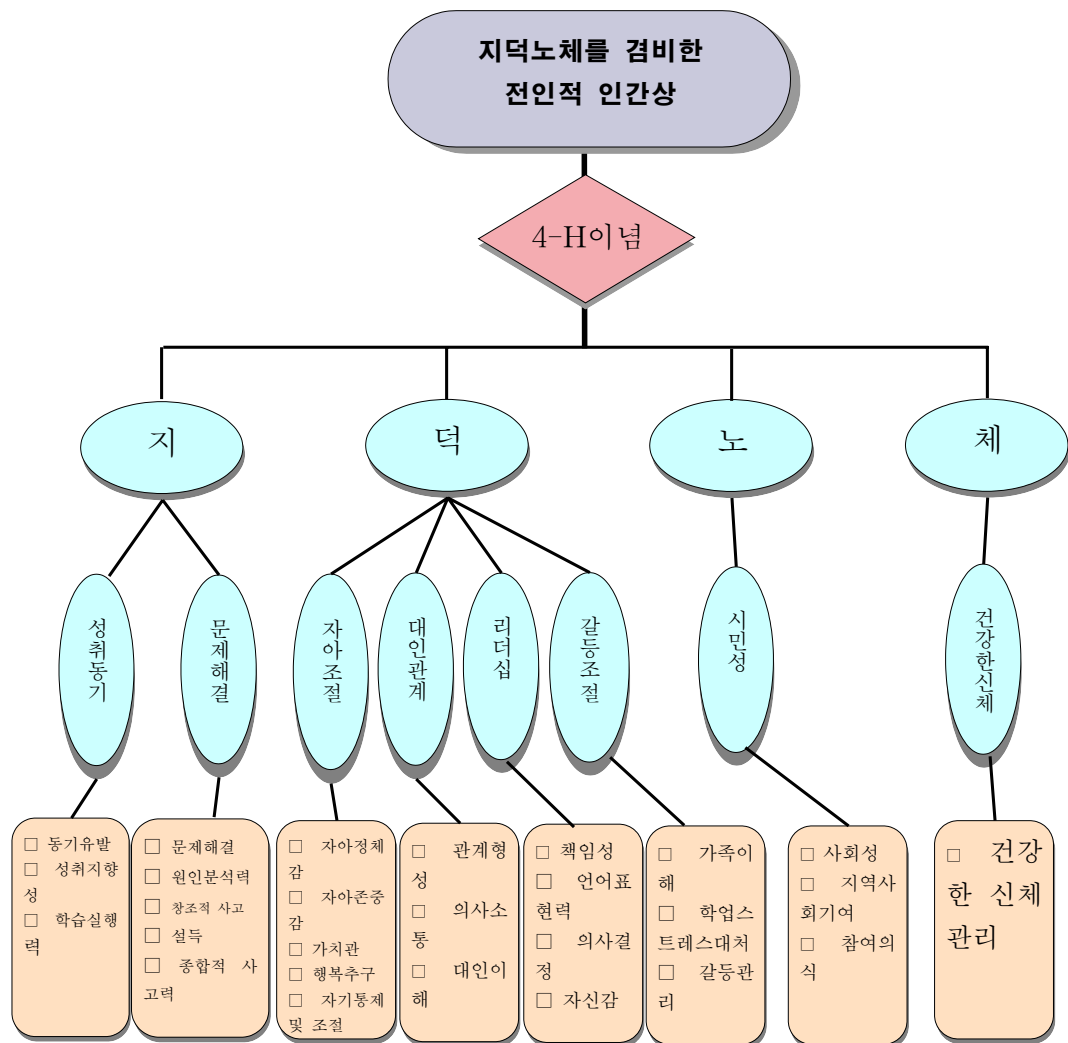 지덕노체를 겸비한
전인적 인간상
4-H이념
지
덕
노
체
성취동기
문제해결
자아조절
대인관계
리더십
갈등조절
시민성
건강한신체
□ 동기유발
□ 성취지향
성
□ 학습실행
력
□ 문제해결
□ 원인분석력
□ 창조적 사고
□ 설득
□ 종합적 사
고력
□ 자아정체
감
□ 자아존중
감
□ 가치관
□ 행복추구
□ 자기통제
및 조절
□ 관계형
성
□ 의사소
통
□ 대인이
해
□ 책임성
□ 언어표
현력
□ 의사결
정
□ 자신감
□ 가족이
해
□ 학업스
트레스대처
□ 갈등관
리
□ 사회성
□ 지역사
회기여
□ 참여의
식
□ 건강
한 신체
관리